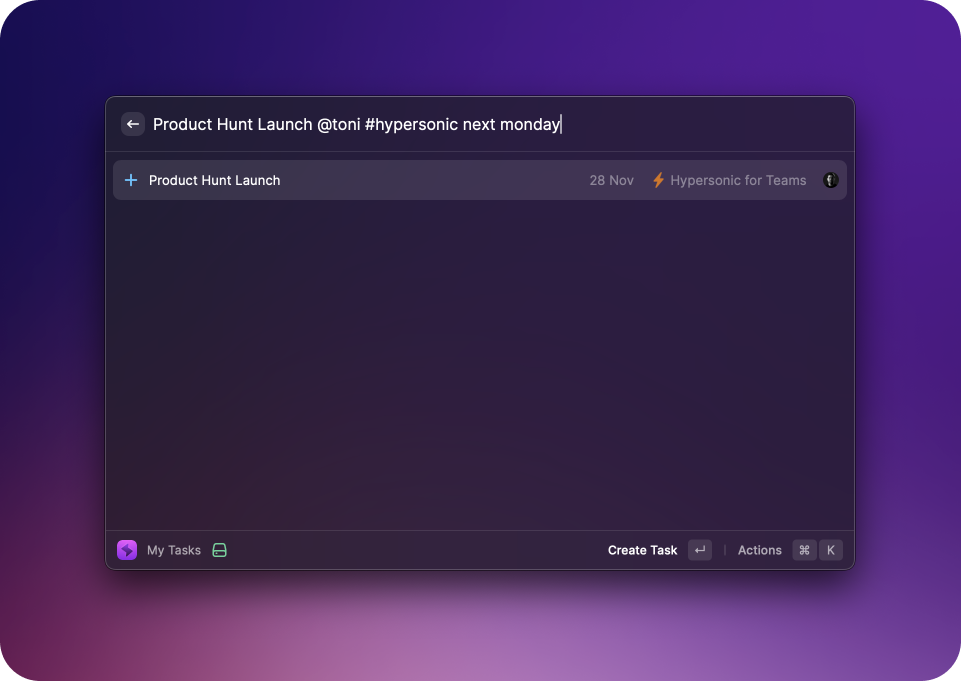 Product Hunt Launch @toni #hypersonic next monday
Product Hunt Launch 28 Nov Hypersonic for Teams
My Tasks Create Task ↵ Actions ⌘ K